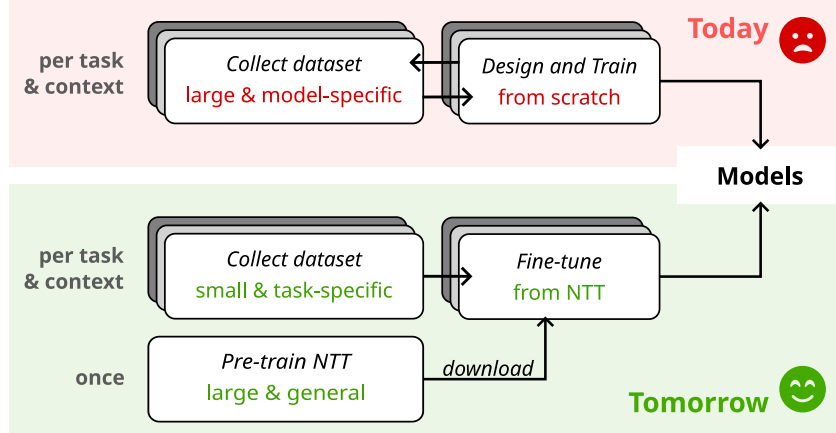 Today
per task
& context
Collect dataset
large & model-specific
Design and Train
from scratch
Models
per task
& context
Collect dataset
small & task-specific
Fine-tune
from NTT
once
Pre-train NTT
large & general
download
Tomorrow